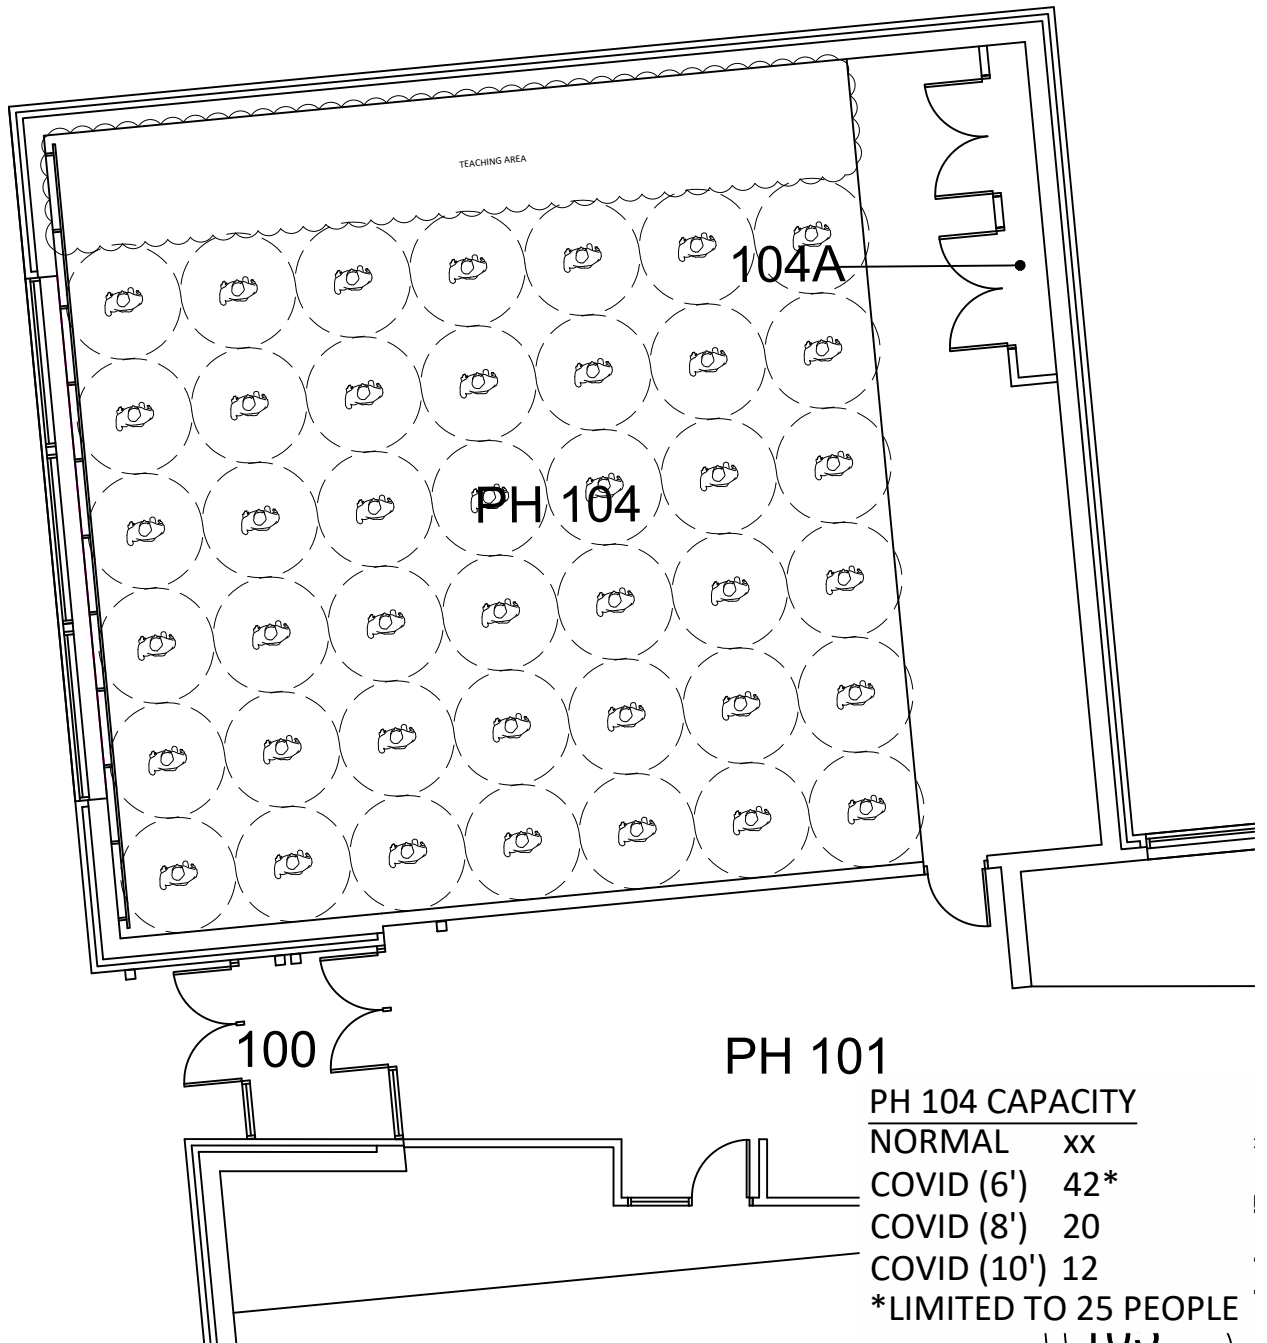 TEACHING AREA
104A
PH 104
100
PH 101
PH 104 CAPACITY
NORMAL xx
COVID (6') 42*
COVID (8') 20
COVID (10') 12
*LIMITED TO 25 PEOPLE